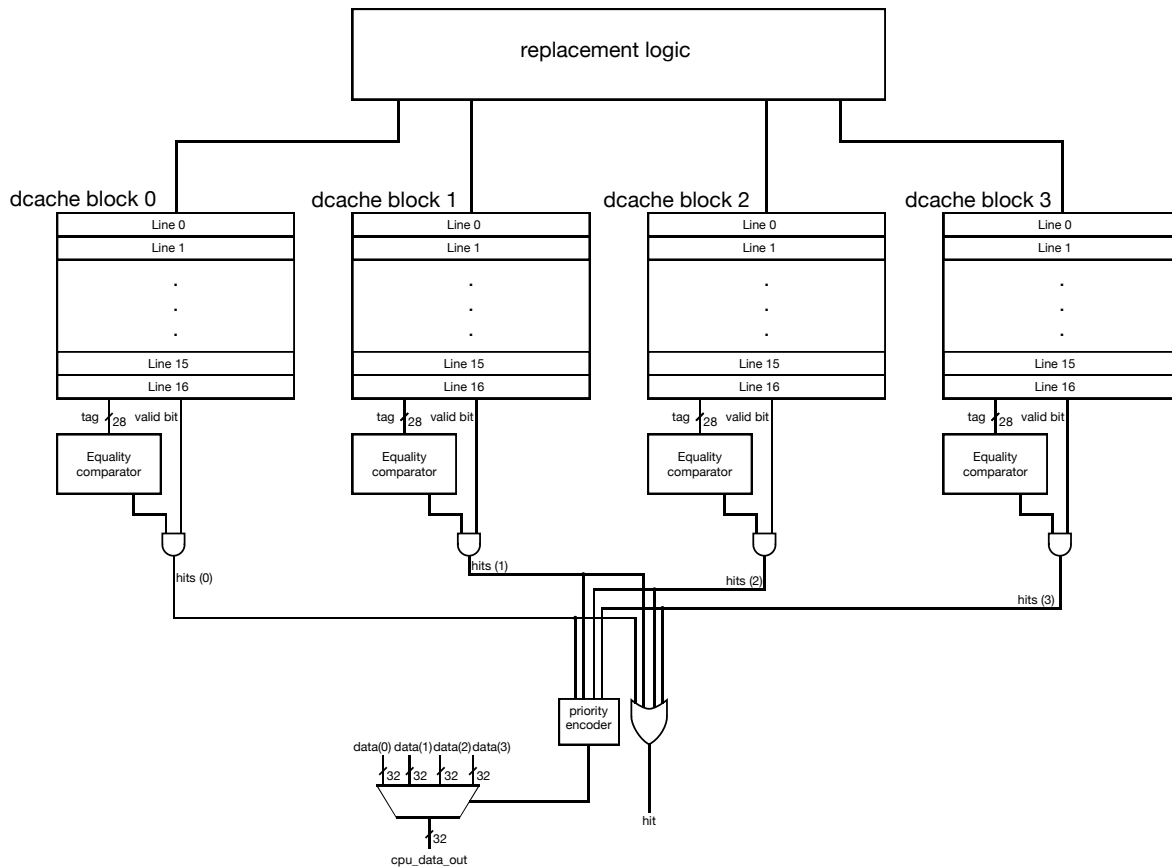 replacement logic
dcache block 0
dcache block 1
dcache block 2
dcache block 3
Line 0
Line 0
Line 0
Line 0
Line 1
Line 1
Line 1
Line 1
Line 15
Line 15
Line 15
Line 15
Line 16
Line 16
Line 16
Line 16
tag 28 valid bit
tag 28 valid bit
tag 28 valid bit
tag 28 valid bit
Equality
comparator
Equality
comparator
Equality
comparator
Equality
comparator
hits (0)
hits (1)
hits (2)
hits (3)
priority
encoder
data(0) data(1) data(2) data(3)
32 32 32 32
hit
32
cpu_data_out